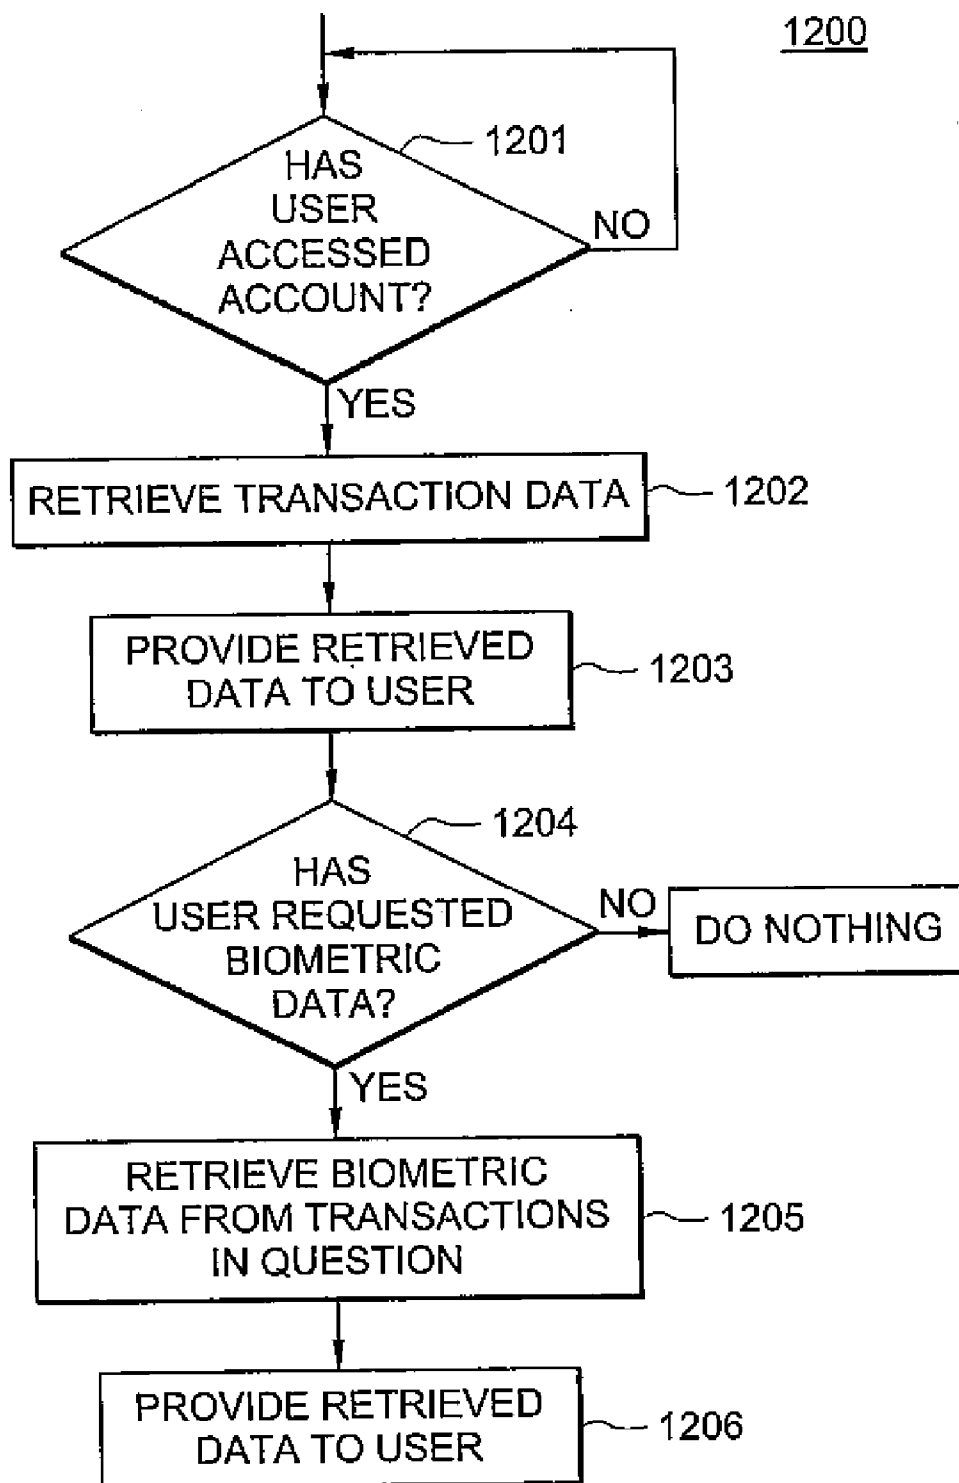 1200
1201
HAS
USER
ACCESSED
ACCOUNT?
NO
YES
RETRIEVE TRANSACTION DATA
1202
PROVIDE RETRIEVED
DATA TO USER
1203
1204
HAS
USER REQUESTED
BIOMETRIC
DATA?
NO
DO NOTHING
YES
RETRIEVE BIOMETRIC
DATA FROM TRANSACTIONS
IN QUESTION
1205
PROVIDE RETRIEVED
DATA TO USER
1206